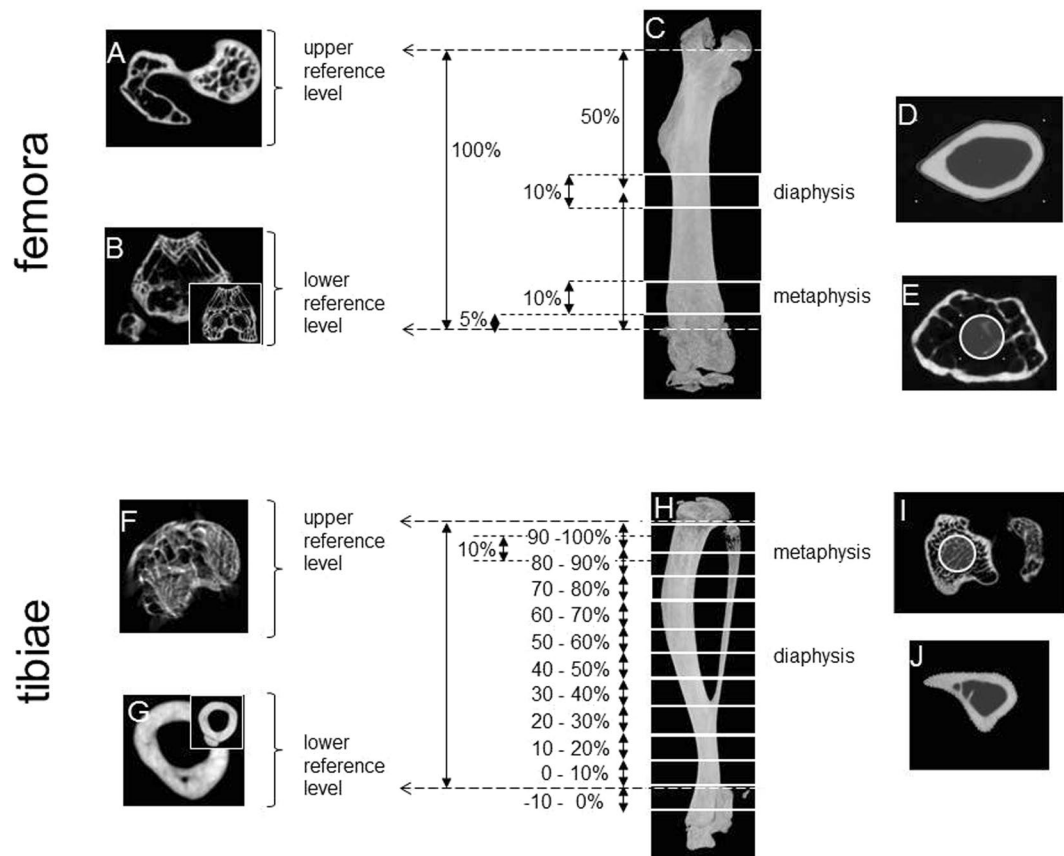 femora
A
upper
reference
level
B
lower
reference
level
100%
50%
10%
10%
5%
C
diaphysis
metaphysis
D
E
tibiae
F
upper
reference
level
G
lower
reference
level
10%
90 -100%
80 - 90%
70 - 80%
60 - 70%
50 - 60%
40 - 50%
30 - 40%
20 - 30%
10 - 20%
0 - 10%
-10 - 0%
H
metaphysis
diaphysis
I
J